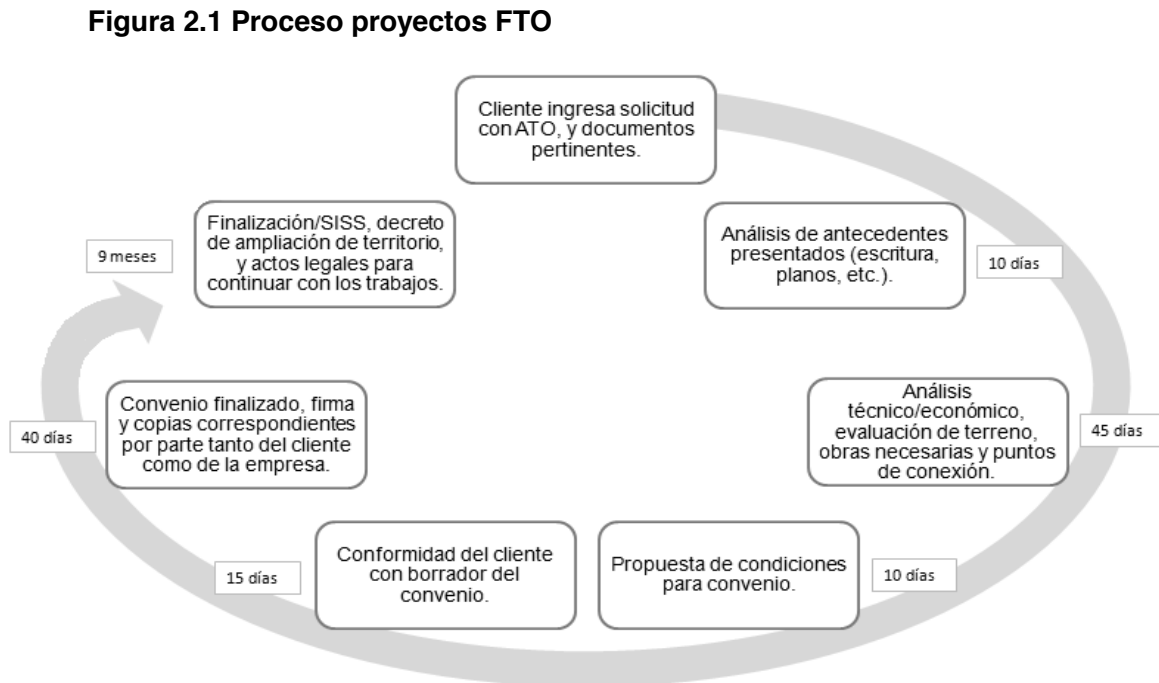 Figura 2.1 Proceso proyectos FTO
Cliente ingresa solicitud
con ATO, y documentos
pertinentes.
Análisis de antecedentes
presentados (escritura,
planos, etc.).
10 días
Análisis
técnico/económico,
evaluación de terreno,
obras necesarias y puntos
de conexión.
45 días
Propuesta de condiciones
para convenio.
10 días
Conformidad del cliente
con borrador del
convenio.
15 días
Convenio finalizado, firma
y copias correspondientes
por parte tanto del cliente
como de la empresa.
40 días
Finalización/SISS, decreto
de ampliación de territorio,
y actos legales para
continuar con los trabajos.
9 meses